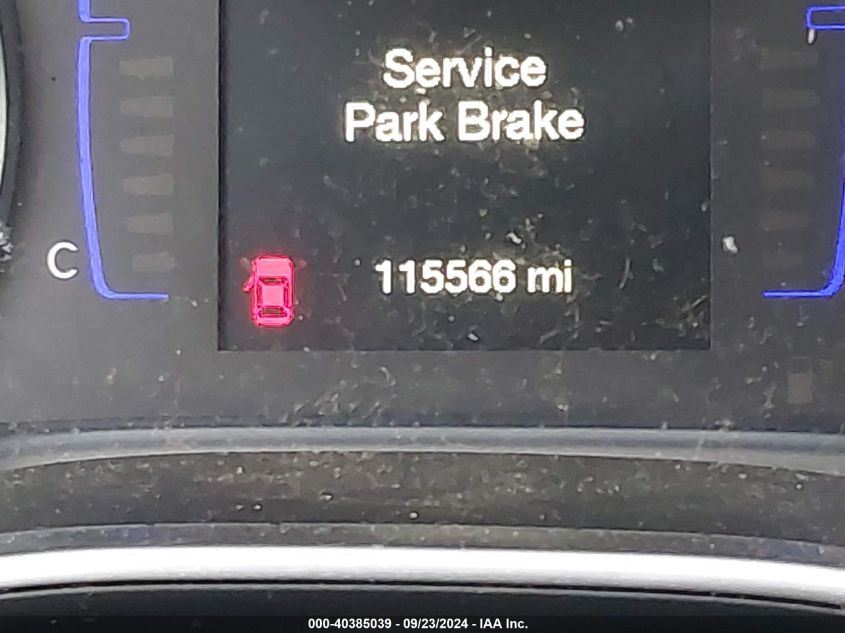 Service
Park Brake
C
115566 mi
000-40385039 - 09/23/2024 - IAA Inc.